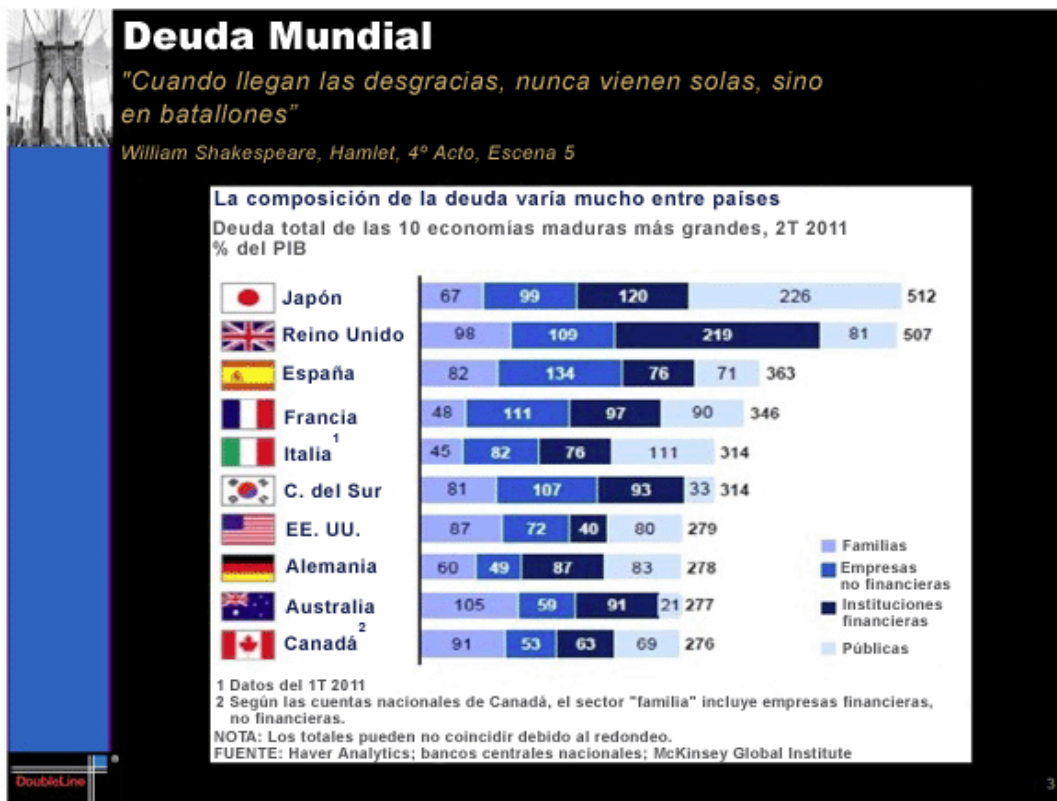 Deuda Mundial
"Cuando llegan las desgracias, nunca vienen solas, sino
en batallones”
William Shakespeare, Hamlet, 4º Acto, Escena 5
La composición de la deuda varía mucho entre países
Deuda total de las 10 economías maduras más grandes, 2T 2011
% del PIB
Japón 67 99 120 226 512
Reino Unido 98 109 219 81 507
España 82 134 76 71 363
Francia 48 111 97 90 346
Italia 1 45 82 76 111 314
C. del Sur 81 107 93 33 314
EE. UU. 87 72 40 80 279
Alemania 60 49 87 83 278
Australia 105 59 91 21 277
Canadá 2 91 53 63 69 276
Familias
Empresas
no financieras
Instituciones
financieras
Públicas
1 Datos del 1T 2011
2 Según las cuentas nacionales de Canadá, el sector "familia" incluye empresas financieras,
no financieras.
NOTA: Los totales pueden no coincidir debido al redondeo.
FUENTE: Haver Analytics; bancos centrales nacionales; McKinsey Global Institute
DoubleLine ®
3